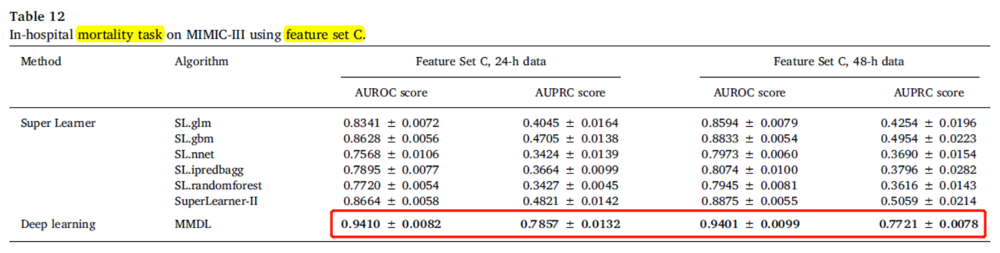 Table 12
In-hospital mortality task on MIMIC-III using feature set C.
Method Algorithm Feature Set C, 24-h data Feature Set C, 48-h data
AUROC score AUPRC score AUROC score AUPRC score
Super Learner SL.glm 0.8341 ± 0.0072 0.4045 ± 0.0164 0.8594 ± 0.0079 0.4254 ± 0.0196
SL.gbm 0.8628 ± 0.0056 0.4705 ± 0.0138 0.8833 ± 0.0054 0.4954 ± 0.0223
SL.nnet 0.7568 ± 0.0106 0.3424 ± 0.0139 0.7973 ± 0.0060 0.3690 ± 0.0154
SL.ipredbagg 0.7895 ± 0.0077 0.3664 ± 0.0099 0.8074 ± 0.0100 0.3796 ± 0.0282
SL.randomforest 0.7720 ± 0.0054 0.3427 ± 0.0045 0.7945 ± 0.0081 0.3616 ± 0.0143
SuperLearner-II 0.8664 ± 0.0058 0.4821 ± 0.0142 0.8875 ± 0.0055 0.5059 ± 0.0214
Deep learning MMDL 0.9410 ± 0.0082 0.7857 ± 0.0132 0.9401 ± 0.0099 0.7721 ± 0.0078